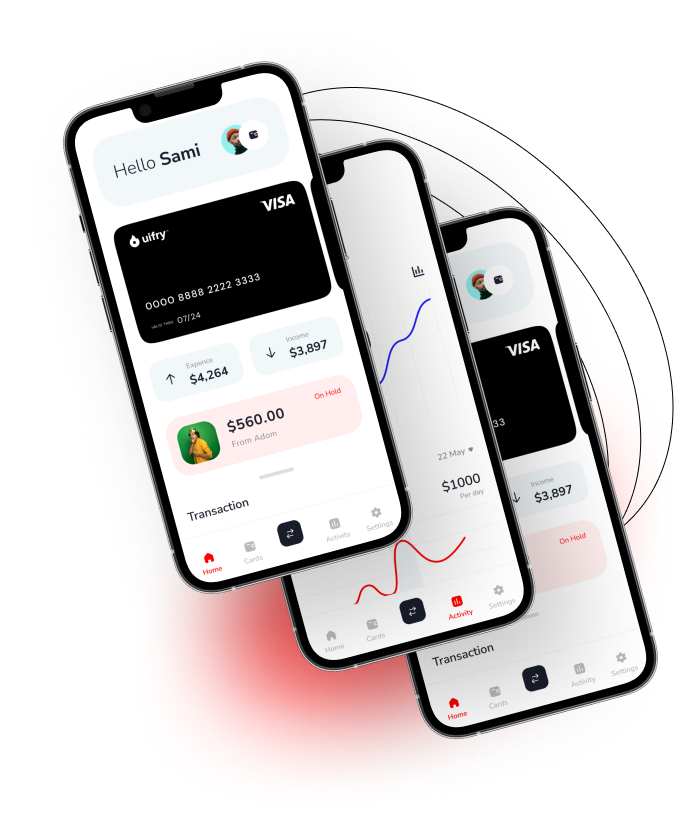 Hello Sami
VISA
uifry
0000 8888 2222 3333
VALID THRU 07/24
Expence
$4,264
Income
$3,897
On Hold
$560.00
From Adom
Transaction
Home
Cards
Activity
Settings
22 May
$1000
Per day
Home
Cards
Activity
Settings
VISA
33
Income
$3,897
On Hold
Transaction
Home
Cards
Activity
Settings